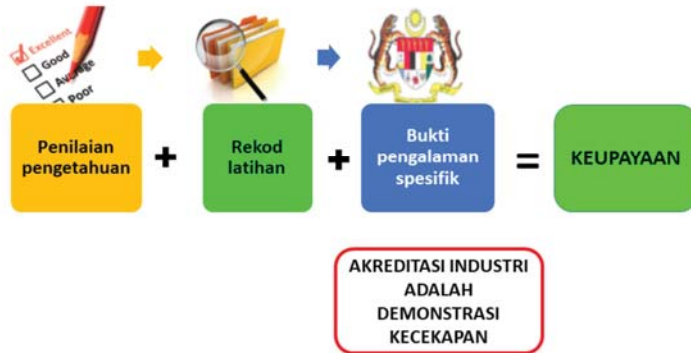 Excellent
Good
Average
Poor
Penilaian
pengetahuan
+
Rekod
latihan
+
Bukti
pengalaman
spesifik
=
KEUPAYAAN
AKREDITASI INDUSTRI
ADALAH
DEMONSTRASI
KECEKAPAN